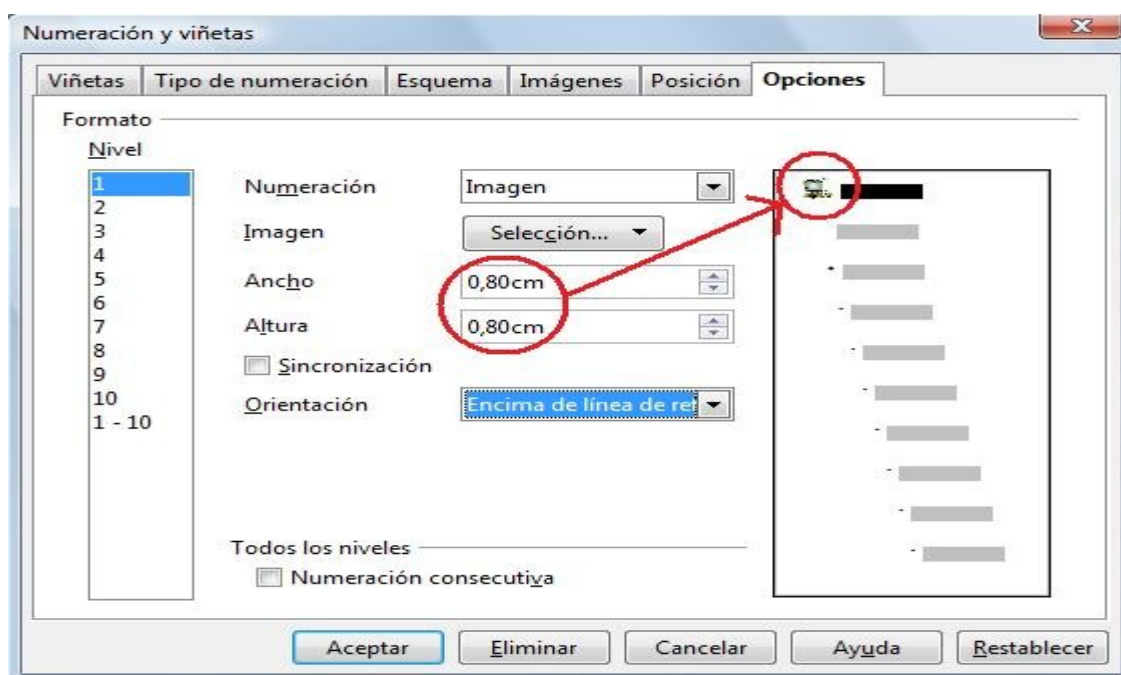 Numeración y viñetas
Viñetas Tipo de numeración Esquema Imágenes Posición Opciones
Formato
Nivel
1
2
3
4
5
6
7
8
9
10
1 - 10
Numeración Imagen
Imagen Selección...
Ancho 0,80cm
Altura 0,80cm
Sincronización
Orientación Encima de línea de
Todos los niveles
Numeración consecutiva
Aceptar Eliminar Cancelar Ayuda Restablecer